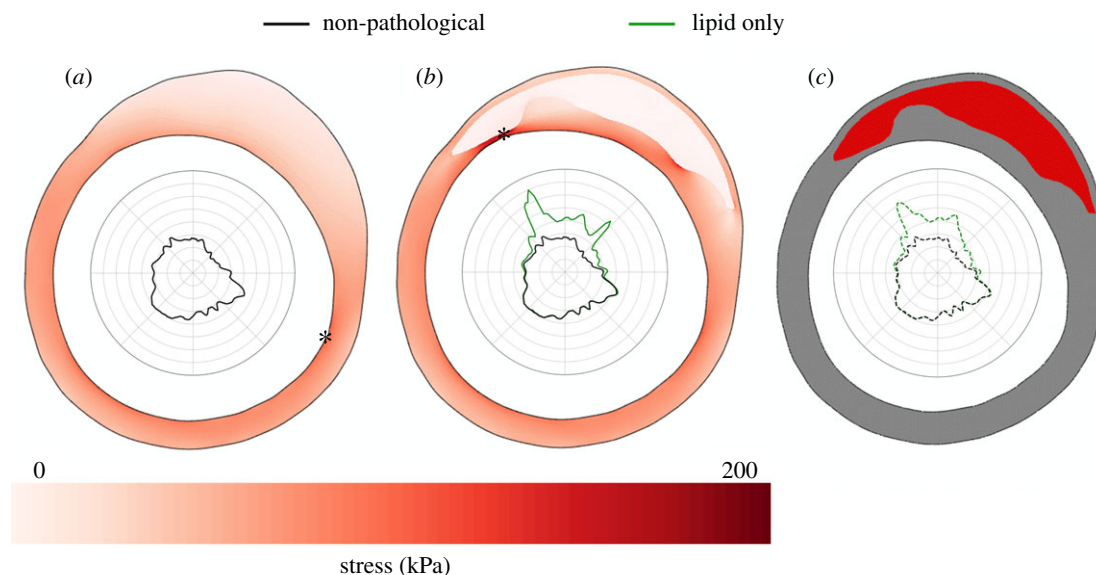 non-pathological lipid only
(a) (b) (c)
*
*
0 200
stress (kPa)